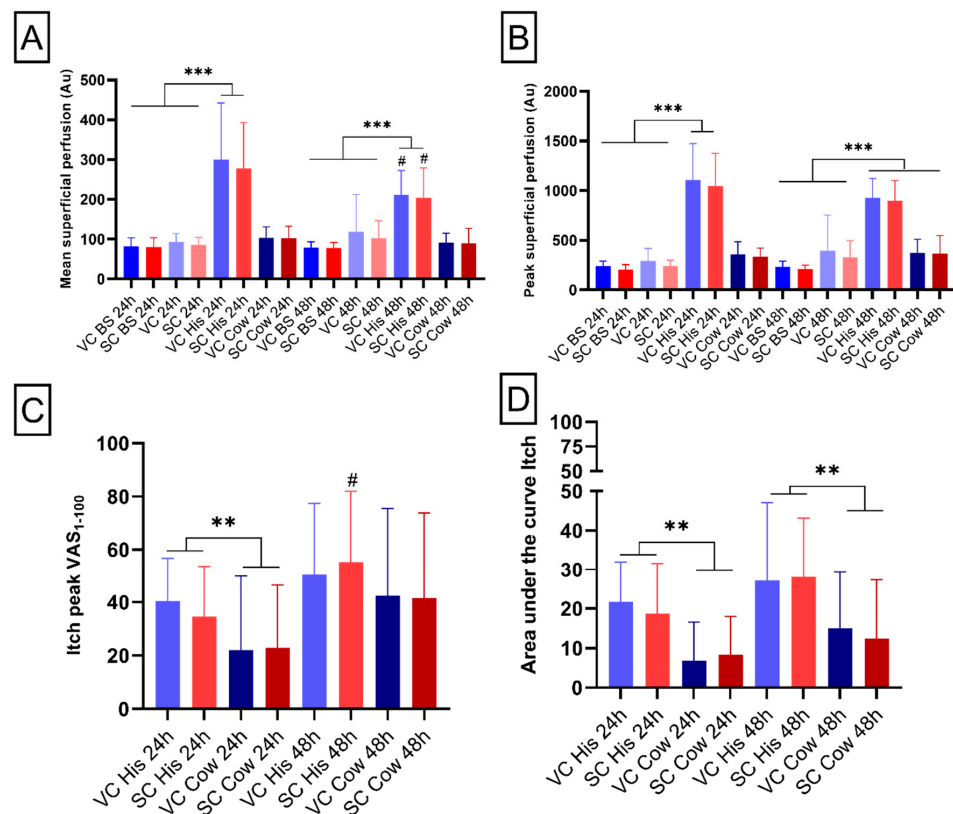 A
Mean superficial perfusion (Au)
500
400
300
200
100
0
***
***
#
#
VC BS 24h
SC BS 24h
VC 24h
SC 24h
VC His 24h
SC His 24h
VC Cow 24h
SC Cow 24h
VC BS 48h
SC BS 48h
VC 48h
SC 48h
VC His 48h
SC His 48h
VC Cow 48h
SC Cow 48h
B
Peak superficial perfusion (Au)
2000
1500
1000
500
0
***
***
VC BS 24h
SC BS 24h
VC 24h
SC 24h
VC His 24h
SC His 24h
VC Cow 24h
SC Cow 24h
VC BS 48h
SC BS 48h
VC 48h
SC 48h
VC His 48h
SC His 48h
VC Cow 48h
SC Cow 48h
C
Itch peak VAS1-100
100
80
60
40
20
0
**
#
VC His 24h
SC His 24h
VC Cow 24h
SC Cow 24h
VC His 48h
SC His 48h
VC Cow 48h
SC Cow 48h
D
Area under the curve Itch
100
75
50
50
40
30
20
10
0
**
**
VC His 24h
SC His 24h
VC Cow 24h
SC Cow 24h
VC His 48h
SC His 48h
VC Cow 48h
SC Cow 48h